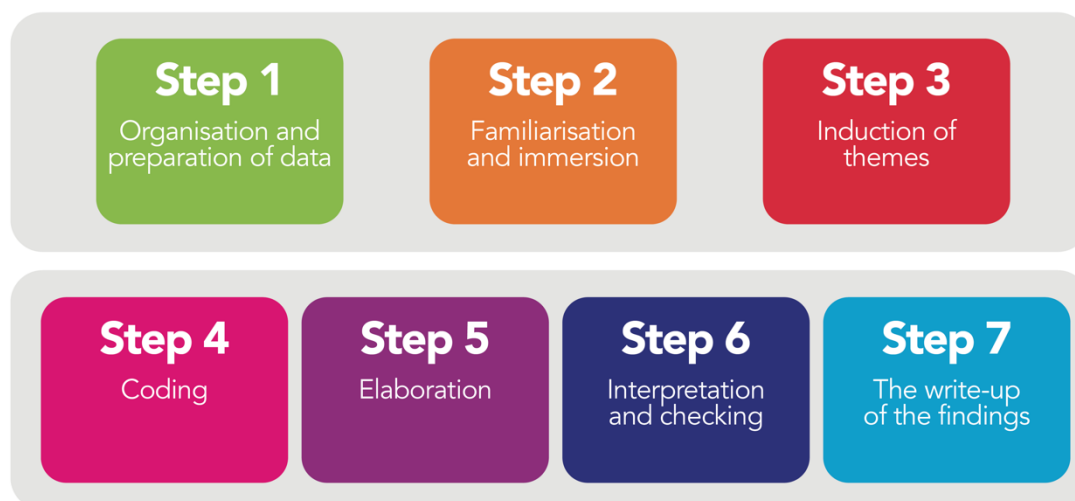 Step 1
Organisation and
preparation of data
Step 2
Familiarisation
and immersion
Step 3
Induction of
themes
Step 4
Coding
Step 5
Elaboration
Step 6
Interpretation
and checking
Step 7
The write-up
of the findings